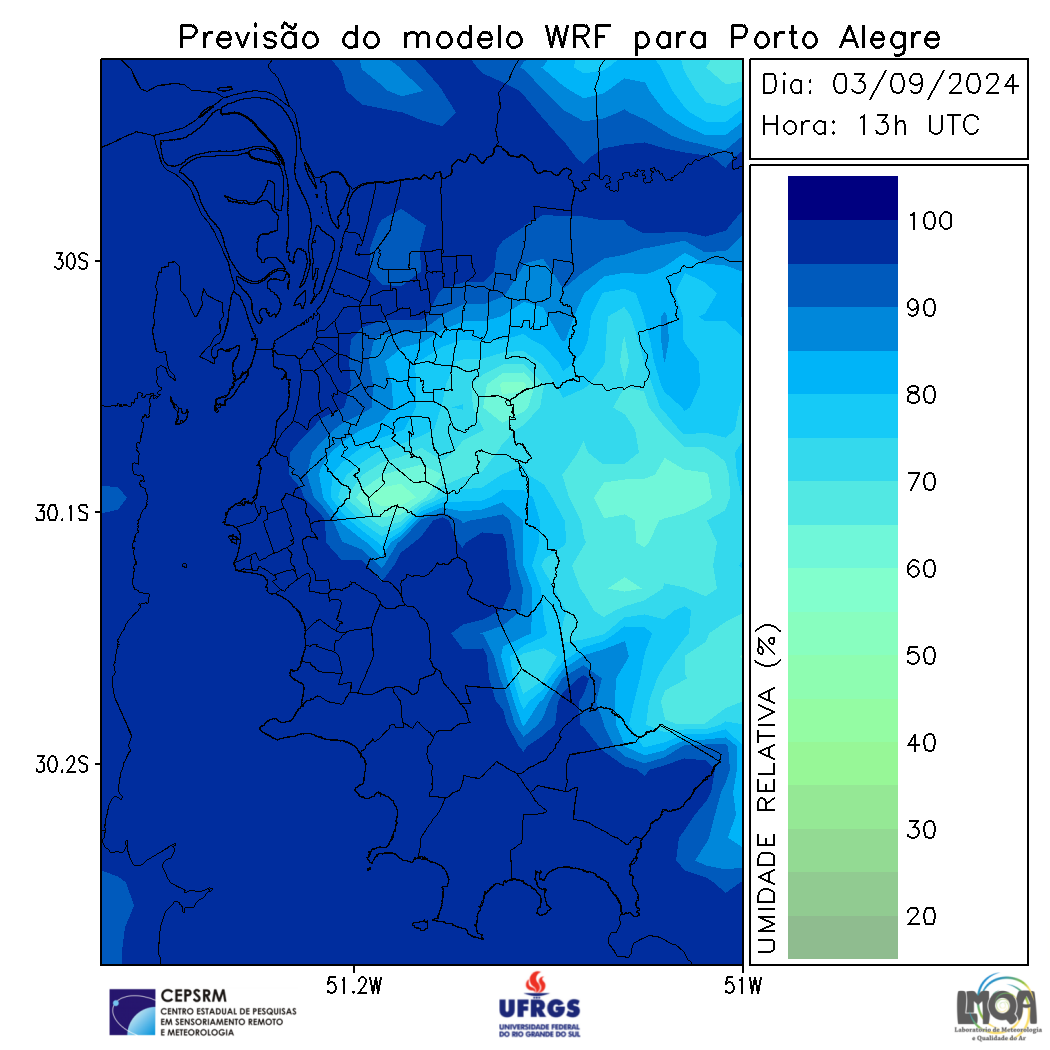 Previsão do modelo WRF para Porto Alegre
Dia: 03/09/2024
Hora: 13h UTC
100
90
80
70
60
50
40
30
20
UMIDADE RELATIVA (%)
30S
30.1S
30.2S
51.2W
51W
CEPSRM
CENTRO ESTADUAL DE PESQUISAS
EM SENSORIAMENTO REMOTO
E METEOROLOGIA
UFRGS
UNIVERSIDADE FEDERAL
DO RIO GRANDE DO SUL
LMQA
Laboratório de Meteorologia
e Qualidade do Ar